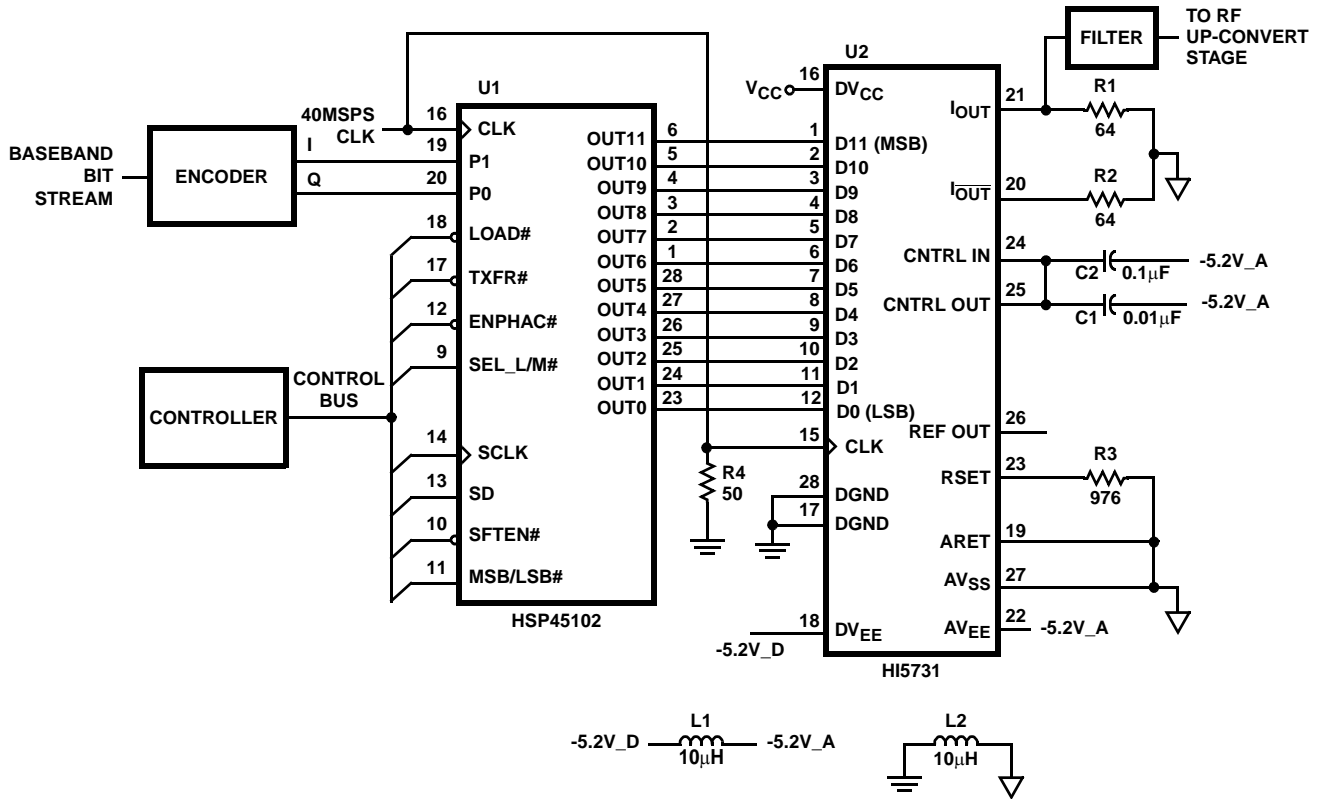 BASEBAND
BIT
STREAM
ENCODER
I
Q
40MSPS
CLK
CONTROLLER
CONTROL
BUS
U1
16 CLK
19 P1
20 P0
18 LOAD#
17 TXFR#
12 ENPHAC#
9 SEL_L/M#
14 SCLK
13 SD
10 SFTEN#
11 MSB/LSB#
OUT11 6
OUT10 5
OUT9 4
OUT8 3
OUT7 2
OUT6 1
OUT5 28
OUT4 27
OUT3 26
OUT2 25
OUT1 24
OUT0 23
HSP45102
R4
50
U2
VCC 16 DVCC
1 D11 (MSB)
2 D10
3 D9
4 D8
5 D7
6 D6
7 D5
8 D4
9 D3
10 D2
11 D1
12 D0 (LSB)
15 CLK
28 DGND
17 DGND
18 DVEE
-5.2V_D
IOUT 21
IOUT 20
CNTRL IN 24
CNTRL OUT 25
REF OUT 26
RSET 23
ARET 19
AVSS 27
AVEE 22 -5.2V_A
HI5731
FILTER
TO RF
UP-CONVERT
STAGE
R1
64
R2
64
C2 0.1μF -5.2V_A
C1 0.01μF -5.2V_A
R3
976
L1
-5.2V_D -5.2V_A
10μH
L2
10μH